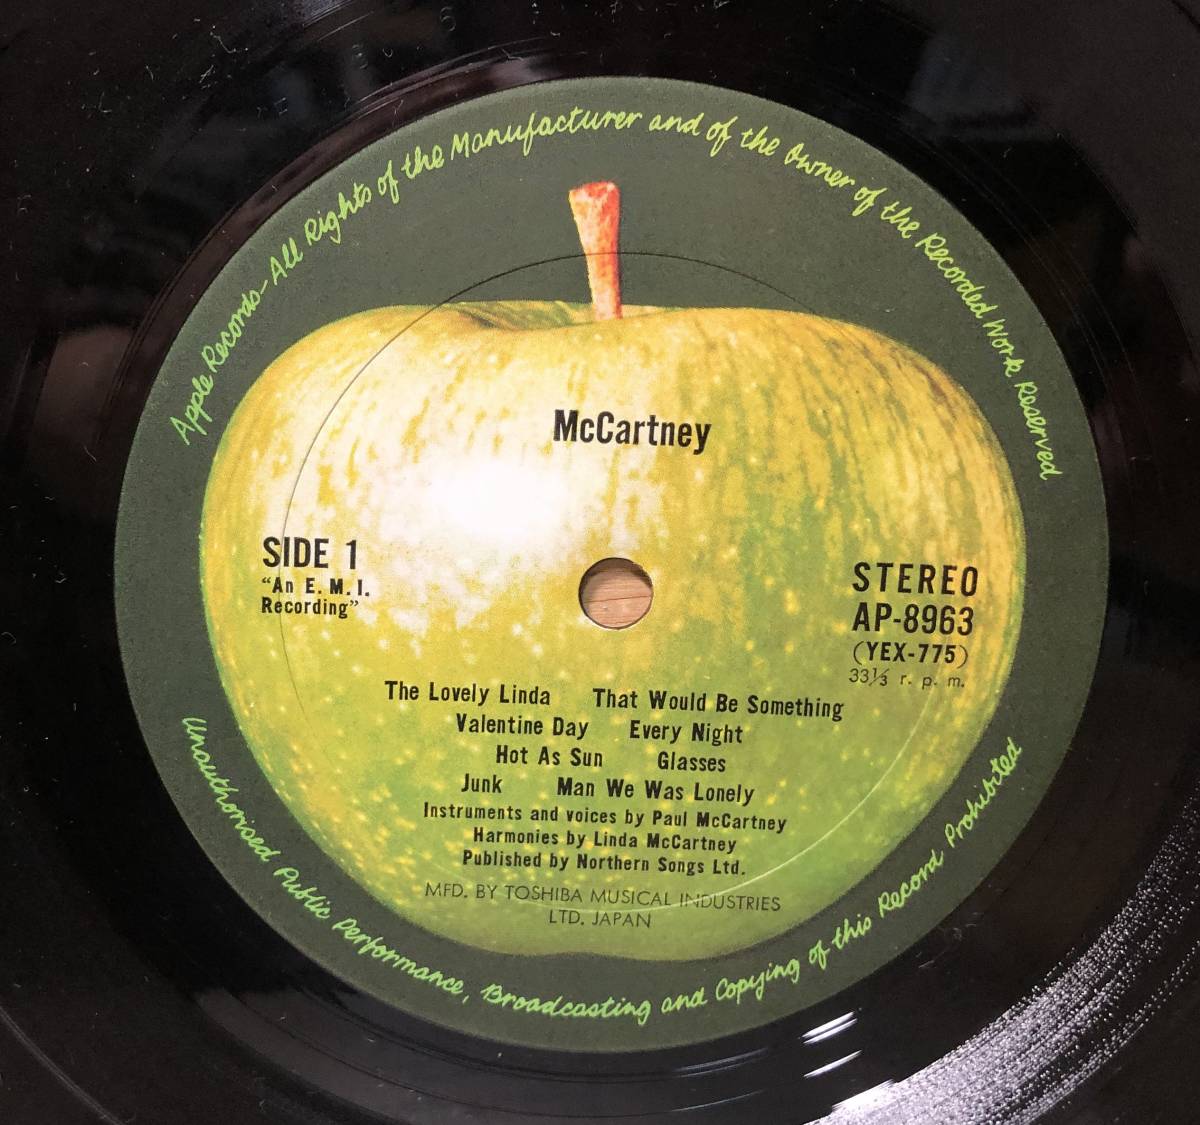 Apple Records – All Rights of the Manufacturer and of the Owner of the Recorded Work Reserved
McCartney
SIDE 1
“An E. M. I.
Recording”
STEREO
AP-8963
(YEX-775)
33⅓ r. p. m.
The Lovely Linda That Would Be Something
Valentine Day Every Night
Hot As Sun Glasses
Junk Man We Was Lonely
Instruments and voices by Paul McCartney
Harmonies by Linda McCartney
Published by Northern Songs Ltd.
MFD. BY TOSHIBA MUSICAL INDUSTRIES
LTD. JAPAN
Unauthorised Public Performance, Broadcasting and Copying of this Record Prohibited